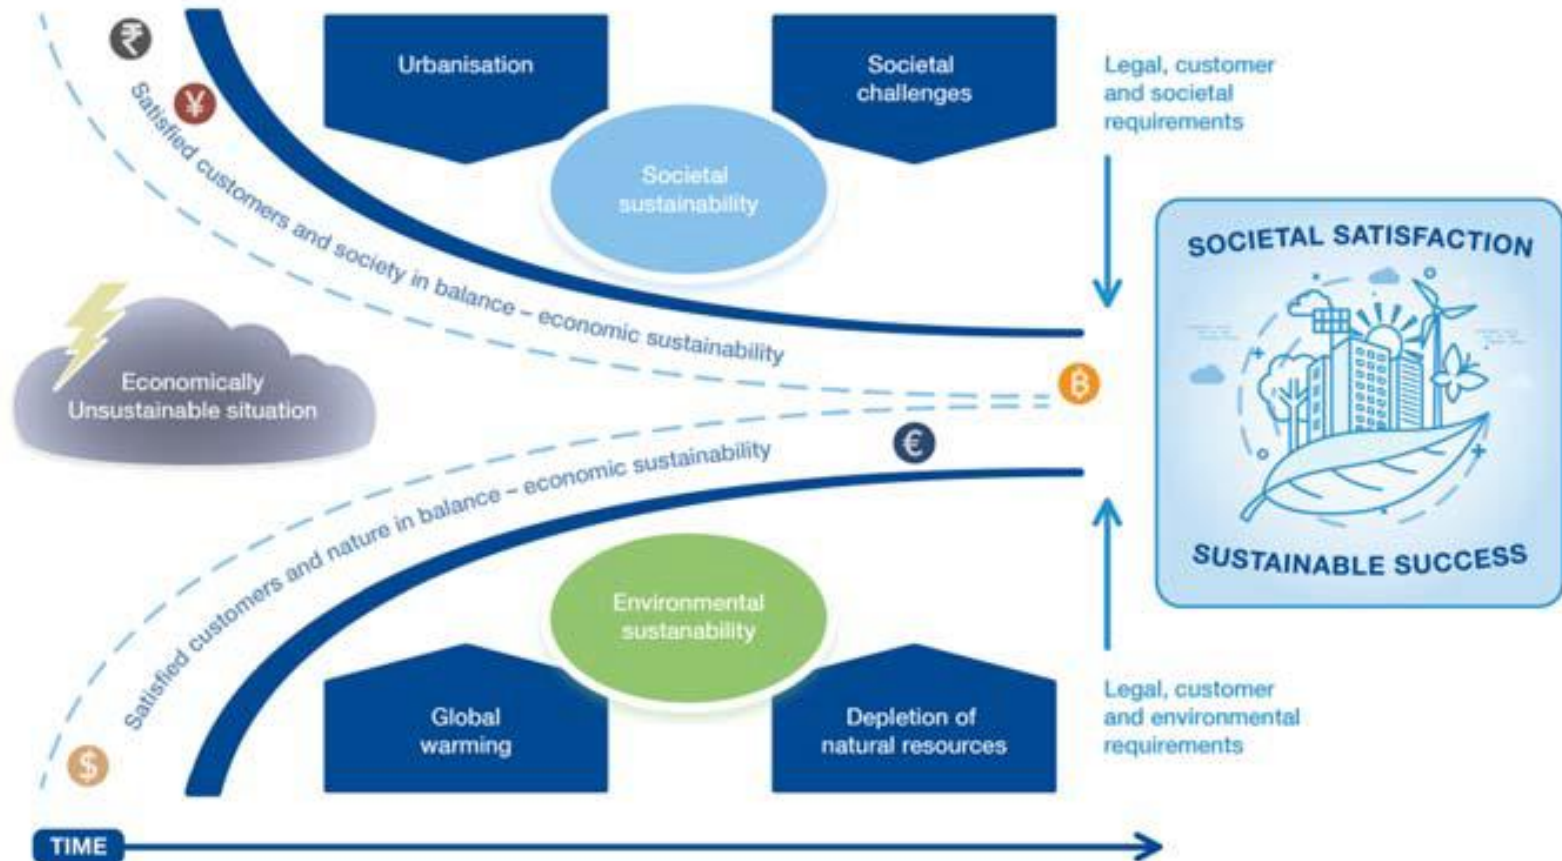 ₹
¥
Urbanisation
Societal
challenges
Legal, customer
and societal
requirements
Societal
sustainability
Satisfied customers and society in balance – economic sustainability
SOCIETAL SATISFACTION
Economically
Unsustainable situation
฿
€
Satisfied customers and nature in balance – economic sustainability
SUSTAINABLE SUCCESS
Environmental
sustanability
Global
warming
Depletion of
natural resources
Legal, customer
and environmental
requirements
$
TIME